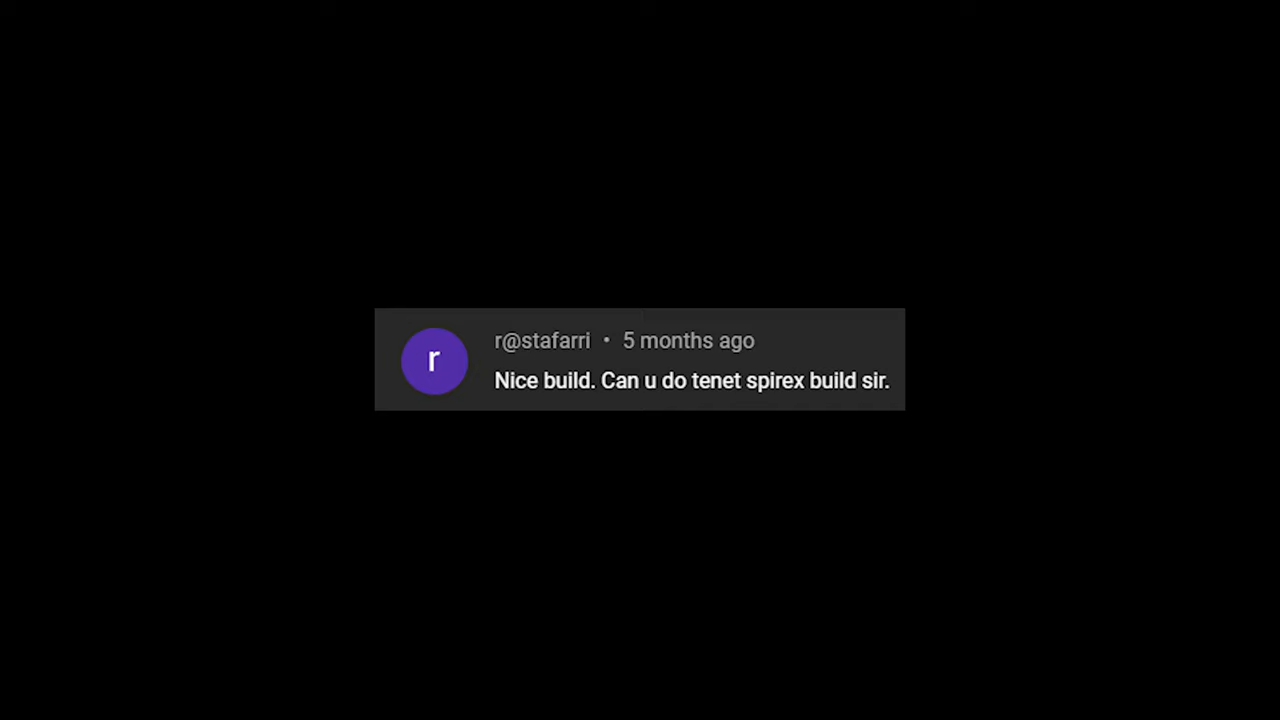 r
r@stafarri • 5 months ago
Nice build. Can u do tenet spirex build sir.